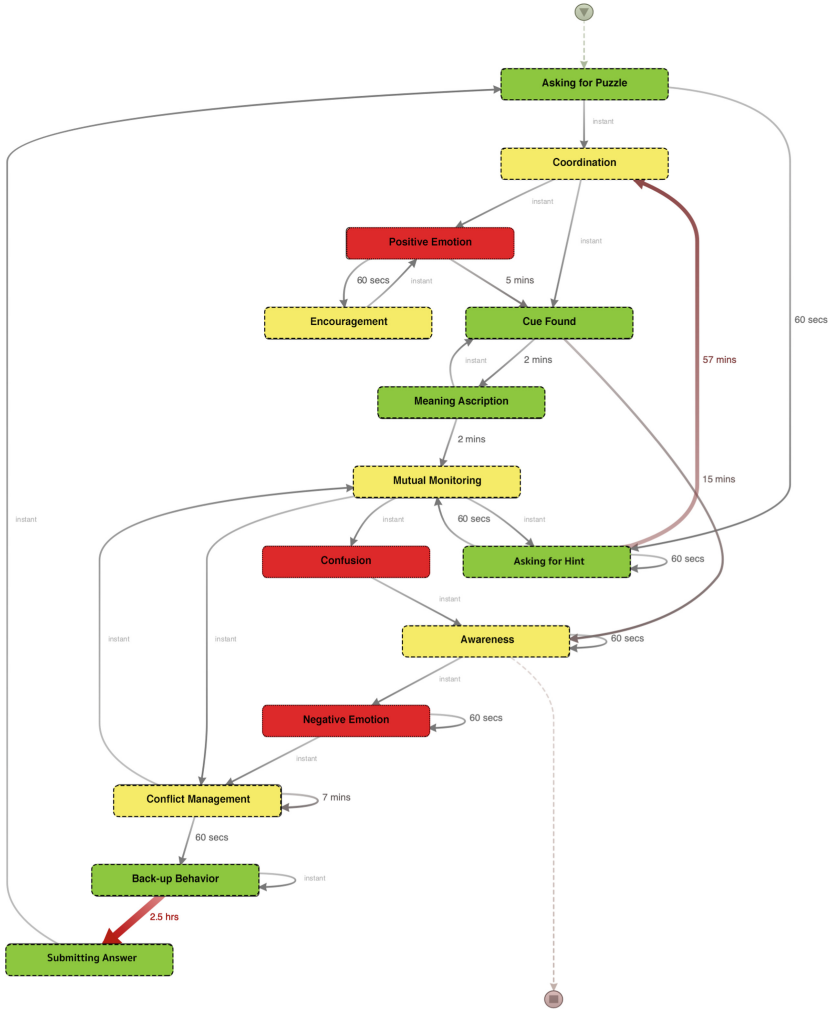 Asking for Puzzle
instant
Coordination
instant
Positive Emotion
instant
60 secs
instant
5 mins
Encouragement
Cue Found
60 secs
instant
2 mins
57 mins
Meaning Ascription
2 mins
Mutual Monitoring
15 mins
instant
instant
60 secs
instant
Confusion
Asking for Hint
60 secs
instant
Awareness
60 secs
instant
instant
instant
Negative Emotion
60 secs
instant
Conflict Management
7 mins
60 secs
Back-up Behavior
instant
2.5 hrs
Submitting Answer